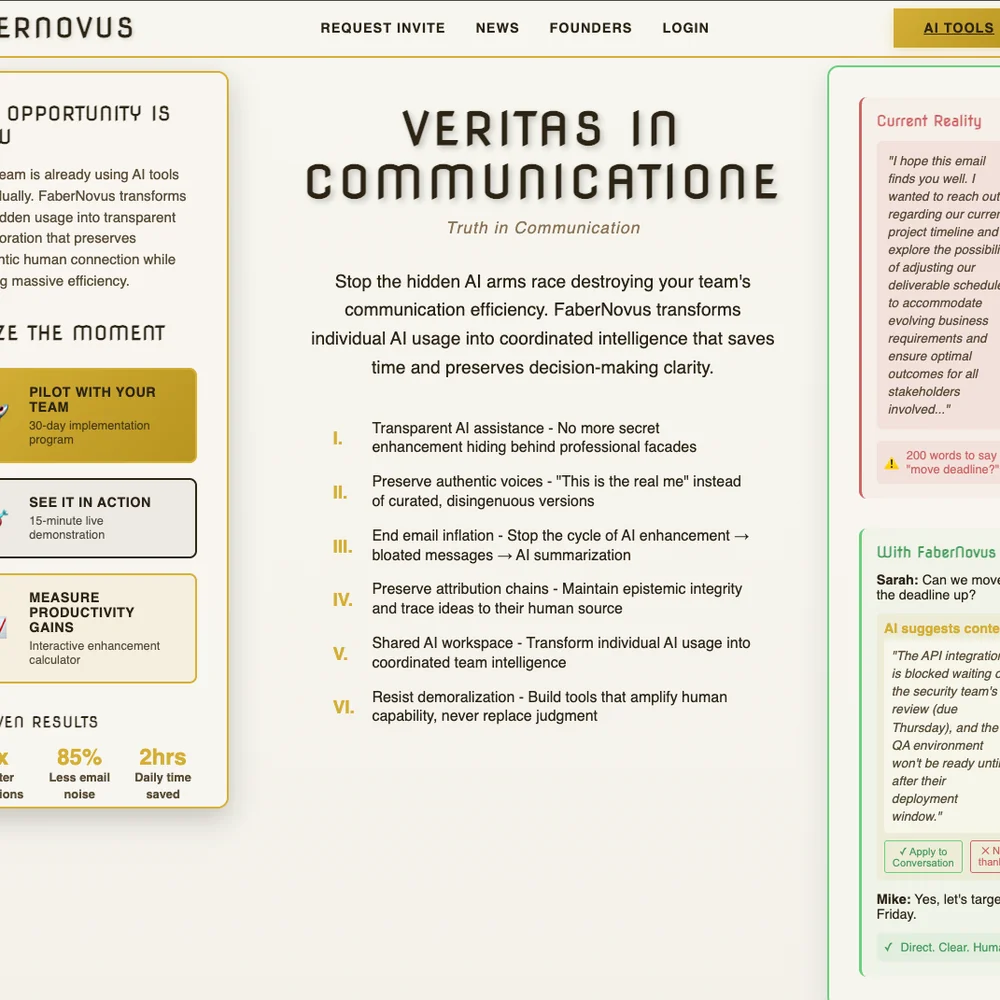 ERNOVUS
REQUEST INVITE NEWS FOUNDERS LOGIN
AI TOOLS
OPPORTUNITY IS
U
eam is already using AI tools
dually. FaberNovus transforms
dden usage into transparent
oration that preserves
ntic human connection while
g massive efficiency.
ZE THE MOMENT
PILOT WITH YOUR
TEAM
30-day implementation
program
SEE IT IN ACTION
15-minute live
demonstration
MEASURE
PRODUCTIVITY
GAINS
Interactive enhancement
calculator
VEN RESULTS
x 85% 2hrs
ter Less email Daily time
ions noise saved
VERITAS IN
COMMUNICATIONE
Truth in Communication
Stop the hidden AI arms race destroying your team's
communication efficiency. FaberNovus transforms
individual AI usage into coordinated intelligence that saves
time and preserves decision-making clarity.
I. Transparent AI assistance - No more secret
enhancement hiding behind professional facades
II. Preserve authentic voices - "This is the real me" instead
of curated, disingenuous versions
III. End email inflation - Stop the cycle of AI enhancement →
bloated messages → AI summarization
IV. Preserve attribution chains - Maintain epistemic integrity
and trace ideas to their human source
V. Shared AI workspace - Transform individual AI usage into
coordinated team intelligence
VI. Resist demoralization - Build tools that amplify human
capability, never replace judgment
Current Reality
"I hope this email
finds you well. I
wanted to reach out
regarding our curren
project timeline and
explore the possibili
of adjusting our
deliverable schedule
to accommodate
evolving business
requirements and
ensure optimal
outcomes for all
stakeholders
involved..."
⚠️ 200 words to say
"move deadline?"
With FaberNovus
Sarah: Can we move
the deadline up?
AI suggests conte
"The API integration
is blocked waiting o
the security team's
review (due
Thursday), and the
QA environment
won't be ready until
after their
deployment
window."
✓ Apply to
Conversation
✕ N
than
Mike: Yes, let's targe
Friday.
✓ Direct. Clear. Huma